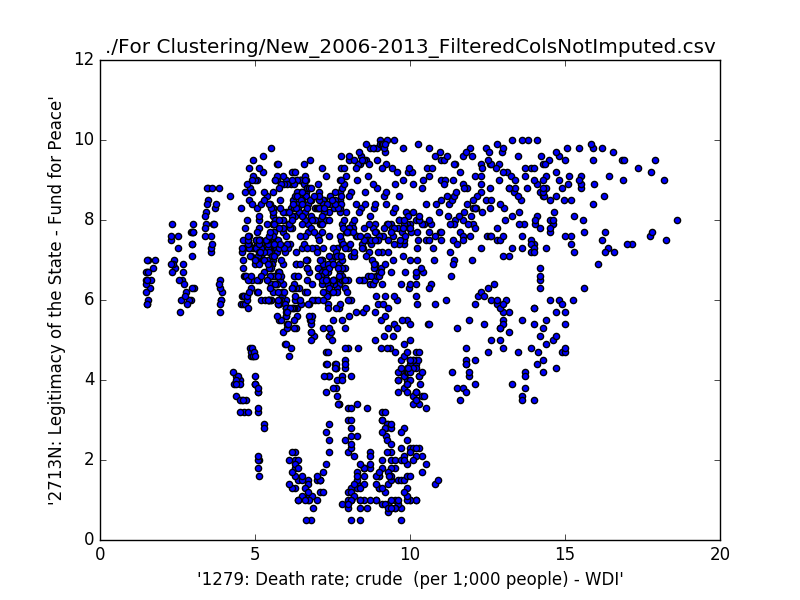 ./For Clustering/New_2006-2013_FilteredColsNotImputed.csv
12
10
8
6
4
2
0
'2713N: Legitimacy of the State - Fund for Peace'
0 5 10 15 20
'1279: Death rate; crude  (per 1;000 people) - WDI'